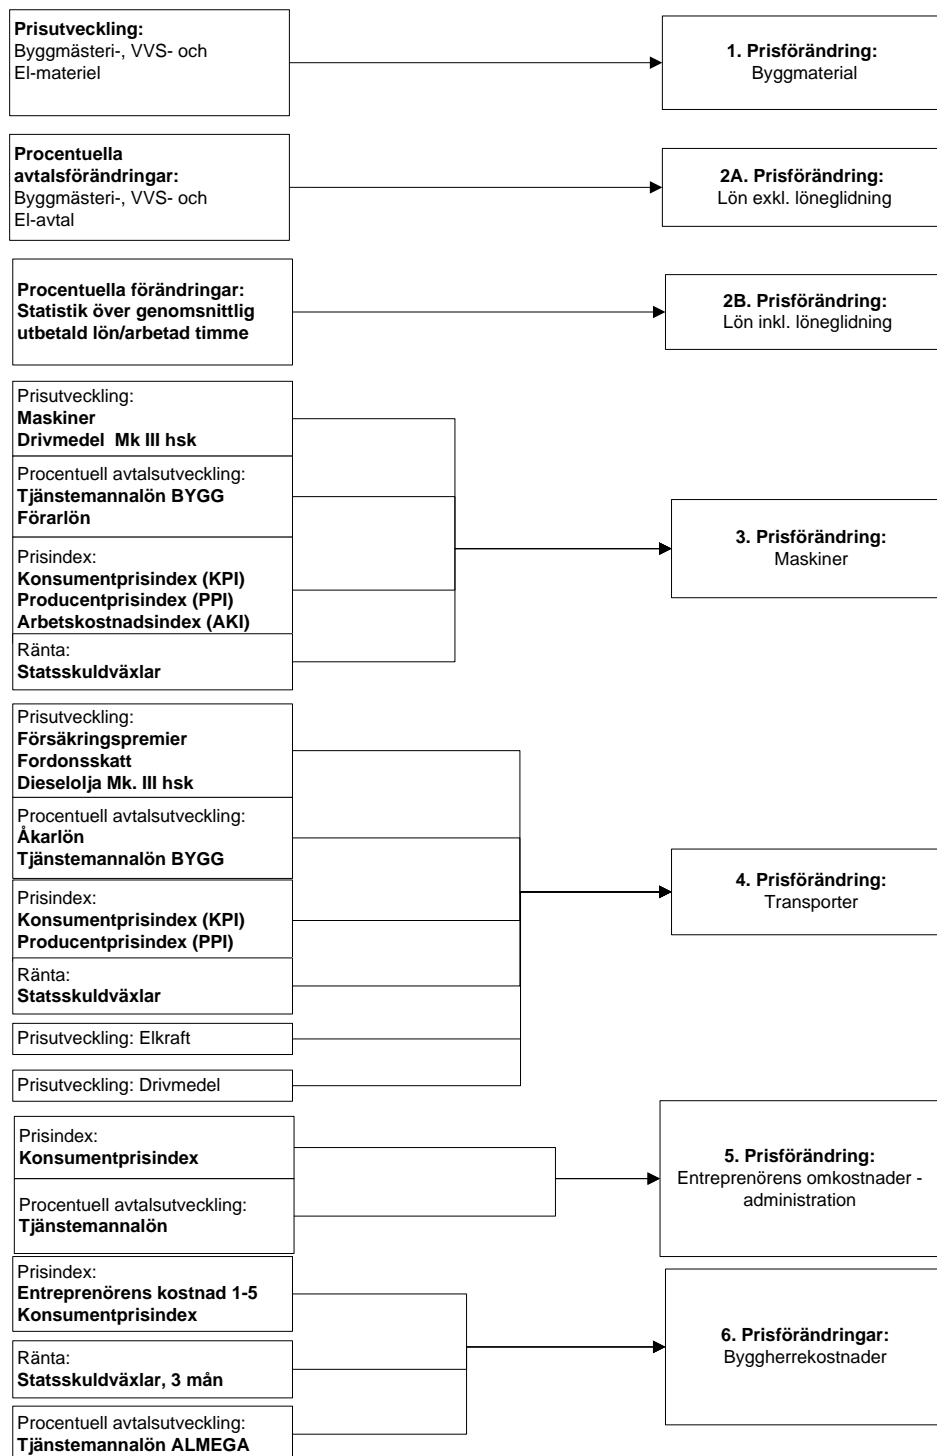 Prisutveckling:
Byggmästeri-, VVS- och
El-materiel
1. Prisförändring:
Byggmaterial
Procentuella
avtalsförändringar:
Byggmästeri-, VVS- och
El-avtal
2A. Prisförändring:
Lön exkl. löneglidning
Procentuella förändringar:
Statistik över genomsnittlig
utbetald lön/arbetad timme
2B. Prisförändring:
Lön inkl. löneglidning
Prisutveckling:
Maskiner
Drivmedel Mk III hsk
Procentuell avtalsutveckling:
Tjänstemannalön BYGG
Förarlön
Prisindex:
Konsumentprisindex (KPI)
Producentprisindex (PPI)
Arbetskostnadsindex (AKI)
Ränta:
Statsskuldväxlar
3. Prisförändring:
Maskiner
Prisutveckling:
Försäkringspremier
Fordonsskatt
Dieselolja Mk. III hsk
Procentuell avtalsutveckling:
Åkarlön
Tjänstemannalön BYGG
Prisindex:
Konsumentprisindex (KPI)
Producentprisindex (PPI)
Ränta:
Statsskuldväxlar
Prisutveckling: Elkraft
Prisutveckling: Drivmedel
4. Prisförändring:
Transporter
Prisindex:
Konsumentprisindex
Procentuell avtalsutveckling:
Tjänstemannalön
5. Prisförändring:
Entreprenörens omkostnader -
administration
Prisindex:
Entreprenörens kostnad 1-5
Konsumentprisindex
Ränta:
Statsskuldväxlar, 3 mån
Procentuell avtalsutveckling:
Tjänstemannalön ALMEGA
6. Prisförändringar:
Byggherrekostnader